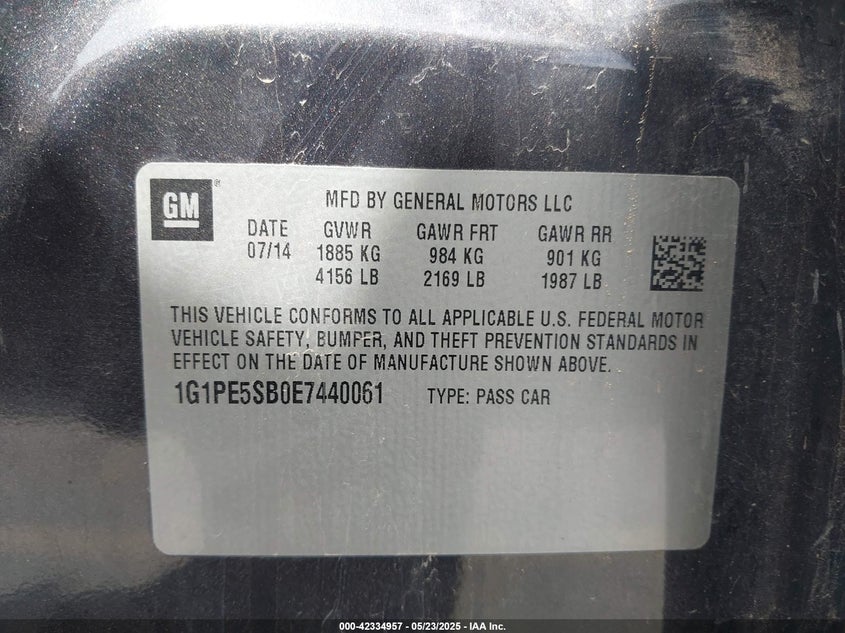 GM
MFD BY GENERAL MOTORS LLC
DATE GVWR GAWR FRT GAWR RR
07/14 1885 KG 984 KG 901 KG
4156 LB 2169 LB 1987 LB
THIS VEHICLE CONFORMS TO ALL APPLICABLE U.S. FEDERAL MOTOR
VEHICLE SAFETY, BUMPER, AND THEFT PREVENTION STANDARDS IN
EFFECT ON THE DATE OF MANUFACTURE SHOWN ABOVE.
1G1PE5SB0E7440061 TYPE: PASS CAR
000-42334957 - 05/23/2025 - IAA Inc.